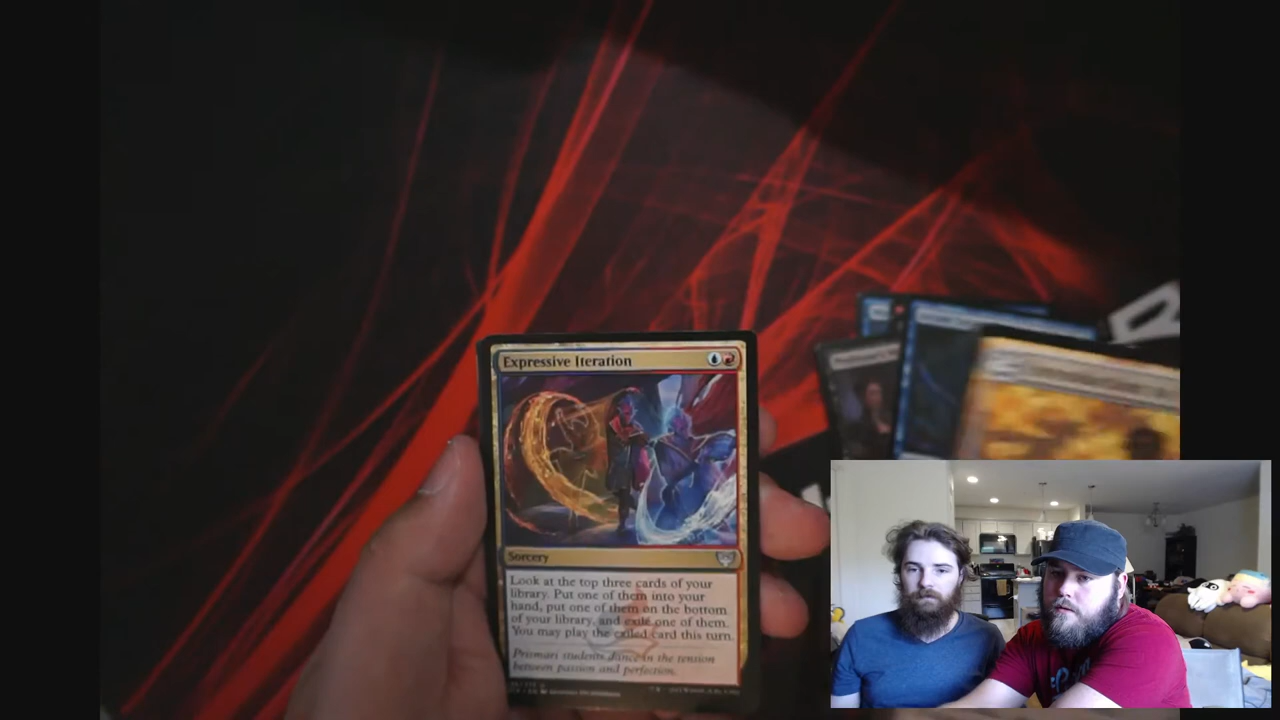 Expressive Iteration
Sorcery
Look at the top three cards of your
library. Put one of them into your
hand, put one of them on the bottom
of your library, and exile one of them.
You may play the exiled card this turn.
Prismari students dance in the tension
between passion and perfection.